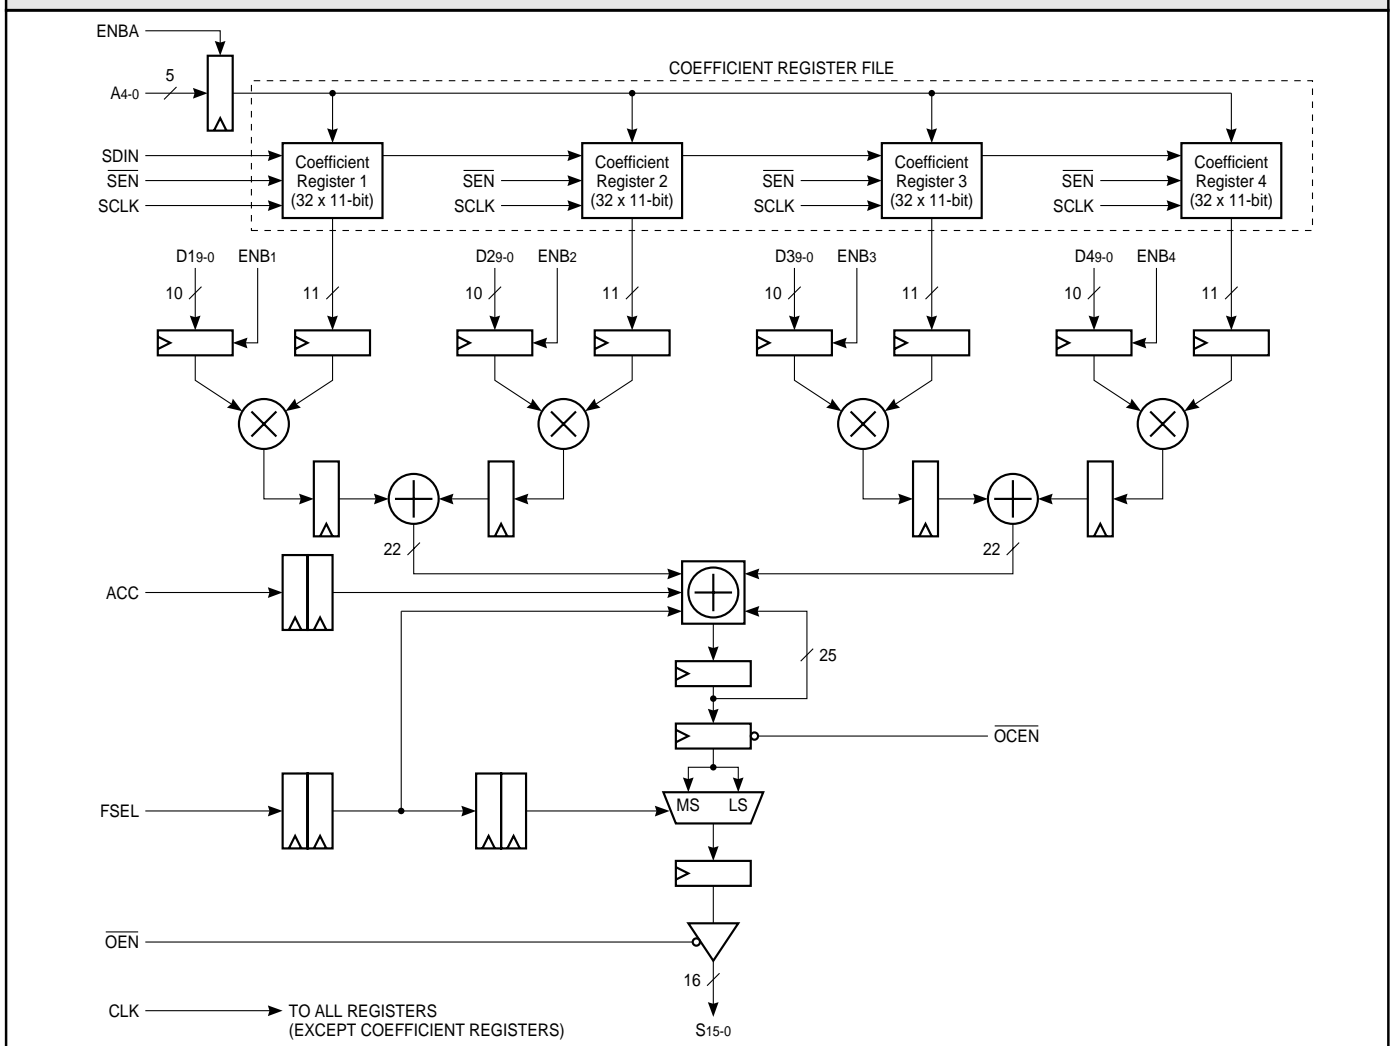 ENBA
COEFFICIENT REGISTER FILE
5
A4-0
SDIN
SEN
SCLK
Coefficient
Register 1
(32 x 11-bit)
SEN
SCLK
Coefficient
Register 2
(32 x 11-bit)
SEN
SCLK
Coefficient
Register 3
(32 x 11-bit)
SEN
SCLK
Coefficient
Register 4
(32 x 11-bit)
D19-0 ENB1
D29-0 ENB2
D39-0 ENB3
D49-0 ENB4
10 11
10 11
10 11
10 11
22 22
ACC
25
OCEN
FSEL
MS LS
OEN
16
CLK
TO ALL REGISTERS
(EXCEPT COEFFICIENT REGISTERS)
S15-0